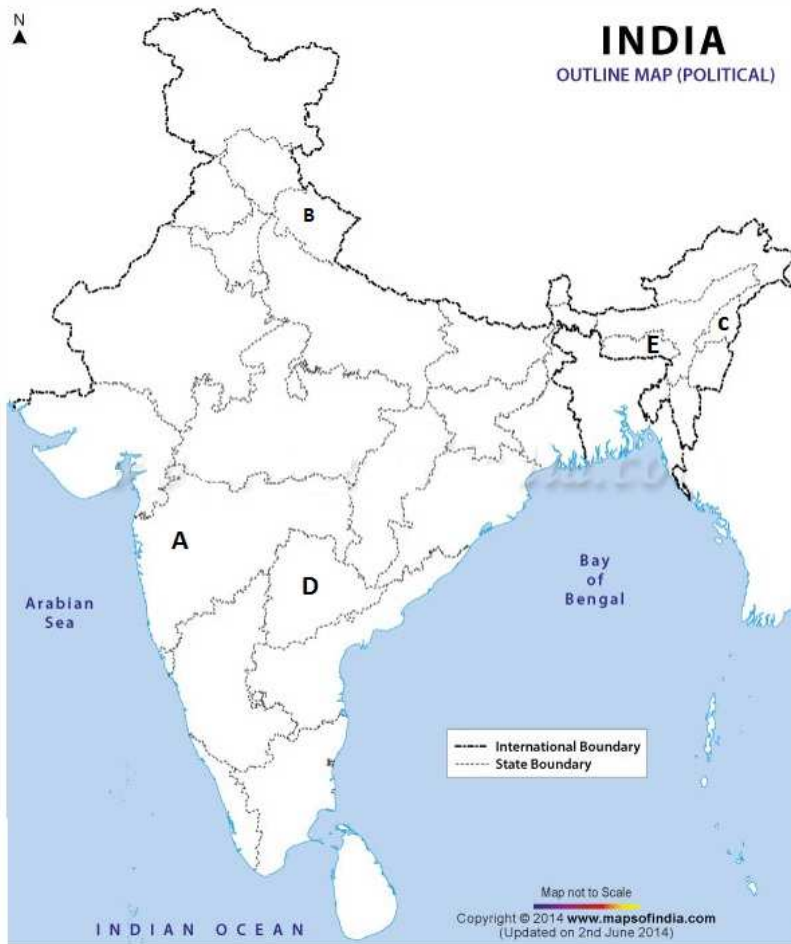 N
INDIA
OUTLINE MAP (POLITICAL)
B
C
E
A
D
Arabian
Sea
Bay
of
Bengal
International Boundary
State Boundary
Map not to Scale
Copyright © 2014 www.mapsofindia.com
(Updated on 2nd June 2014)
INDIAN OCEAN